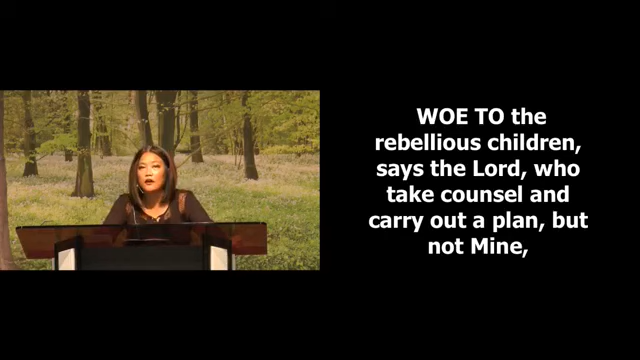 WOE TO the
rebellious children,
says the Lord, who
take counsel and
carry out a plan, but
not Mine,